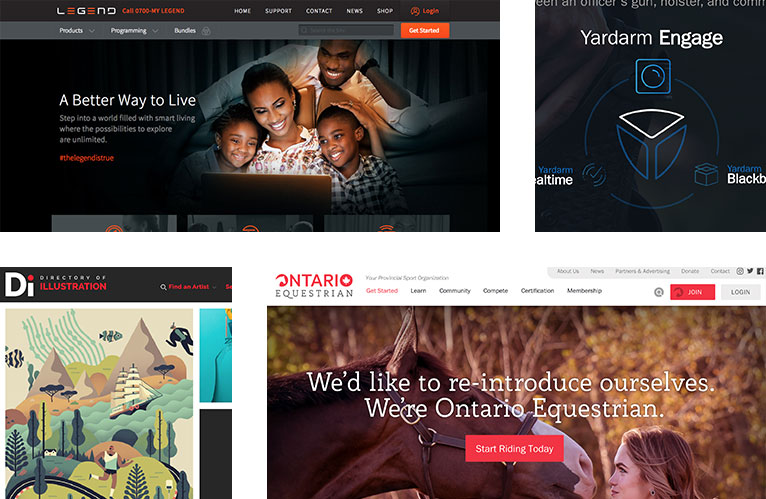 LEGEND Call 0700-MY LEGEND HOME SUPPORT CONTACT NEWS SHOP Login
Products Programming Bundles Get Started
A Better Way to Live
Step into a world filled with smart living
where the possibilities to explore
are unlimited.
#thelegendistrue
een an officer's gun, holster, and comm
Yardarm Engage
Yardarm
ealtime
Yardarm
Blackb
Di DIRECTORY OF
ILLUSTRATION
Find an Artist Se
ONTARIO
EQUESTRIAN
Your Provincial Sport Organization
About Us News Partners & Advertising Donate Contact
Get Started Learn Community Compete Certification Membership JOIN LOGIN
We'd like to re-introduce ourselves.
We're Ontario Equestrian.
Start Riding Today